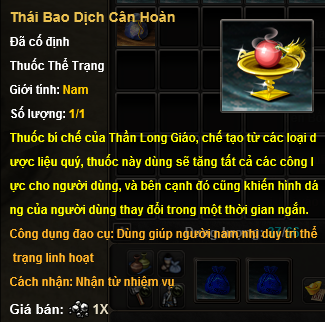 Thái Bao Dịch Cân Hoàn
Đã cố định
Thuốc Thế Trạng
Giới tính: Nam
Số lượng: 1/1
Thuốc bí chế của Thần Long Giáo, chế tạo từ các loại d
ược liệu quý, thuốc này dùng sẽ tăng tất cả các công l
ực cho người dùng, và bên cạnh đó cũng khiến hình dá
ng của người dùng thay đổi trong một thời gian ngắn.
Công dụng đạo cụ: Dùng giúp người nam nhi duy trì thế
trạng linh hoạt
Cách nhận: Nhận từ nhiệm vụ
Giá bán: 1X